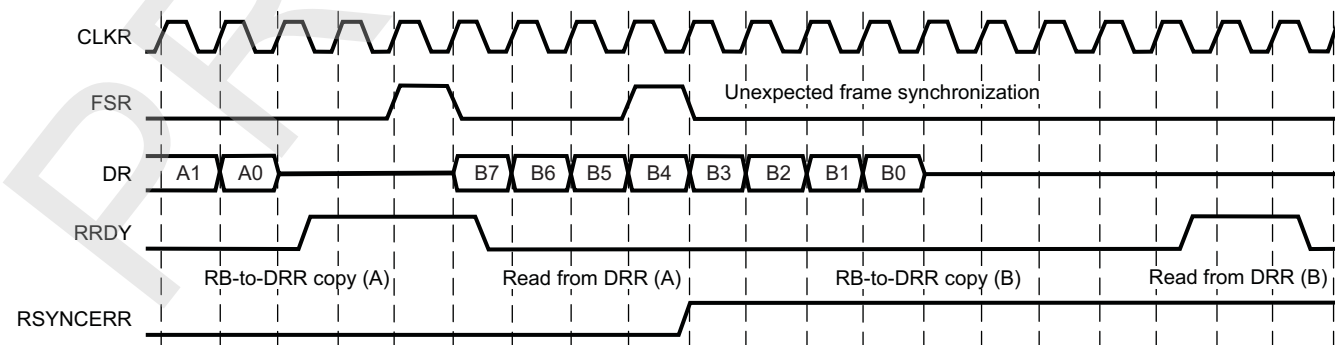 CLKR
FSR
Unexpected frame synchronization
DR
A1 A0 B7 B6 B5 B4 B3 B2 B1 B0
RRDY
RB-to-DRR copy (A) Read from DRR (A) RB-to-DRR copy (B) Read from DRR (B)
RSYNCERR